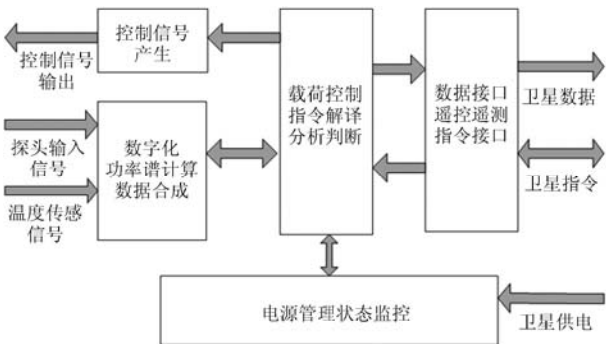 控制信号
产生
控制信号
输出
探头输入
信号
温度传感
信号
数字化
功率谱计算
数据合成
载荷控制
指令解译
分析判断
数据接口
遥控遥测
指令接口
卫星数据
卫星指令
电源管理状态监控
卫星供电